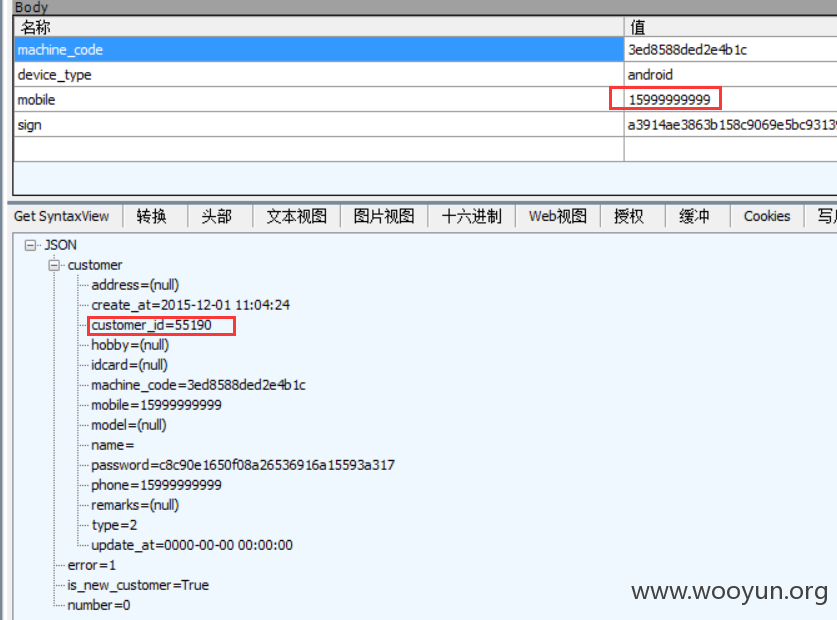 Body
名称 值
machine_code 3ed8588ded2e4b1c
device_type android
mobile 15999999999
sign a3914ae3863b158c9069e5bc9313
Get SyntaxView 转换 头部 文本视图 图片视图 十六进制 Web视图 授权 缓冲 Cookies 写
JSON
customer
address=(null)
create_at=2015-12-01 11:04:24
customer_id=55190
hobby=(null)
idcard=(null)
machine_code=3ed8588ded2e4b1c
mobile=15999999999
model=(null)
name=
password=c8c90e1650f08a26536916a15593a317
phone=15999999999
remarks=(null)
type=2
update_at=0000-00-00 00:00:00
error=1
is_new_customer=True
number=0
www.wooyun.org